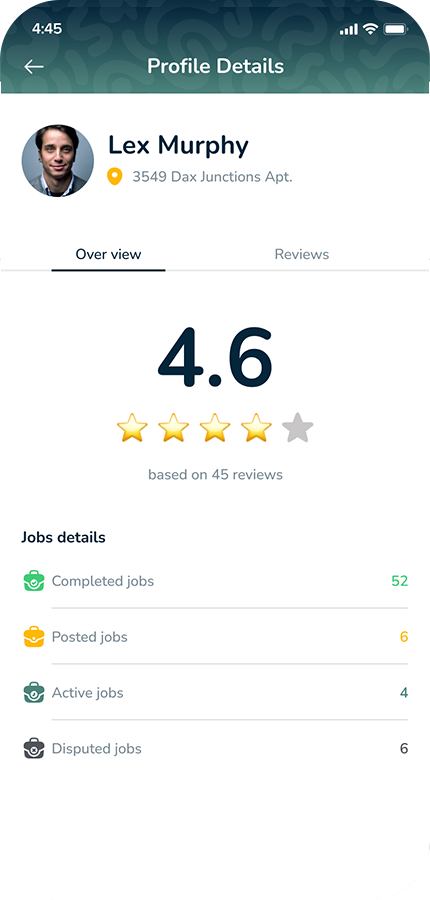 4:45
Profile Details
Lex Murphy
3549 Dax Junctions Apt.
Over view
Reviews
4.6
based on 45 reviews
Jobs details
Completed jobs 52
Posted jobs 6
Active jobs 4
Disputed jobs 6